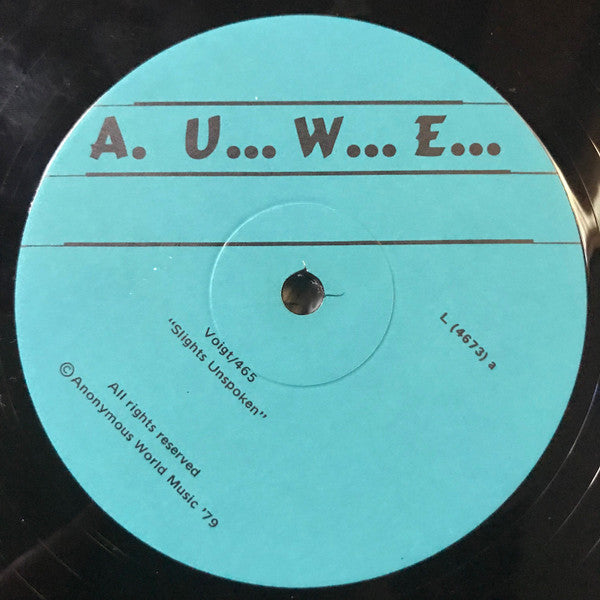 A. U... W... E...
Voigt/465
"Slights Unspoken"
L (4673) a
All rights reserved
©Anonymous World Music '79